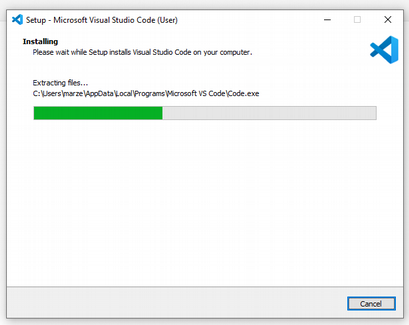 Setup - Microsoft Visual Studio Code (User)
Installing
Please wait while Setup installs Visual Studio Code on your computer.
Extracting files...
C:\Users\marze\AppData\Local\Programs\Microsoft VS Code\Code.exe
Cancel